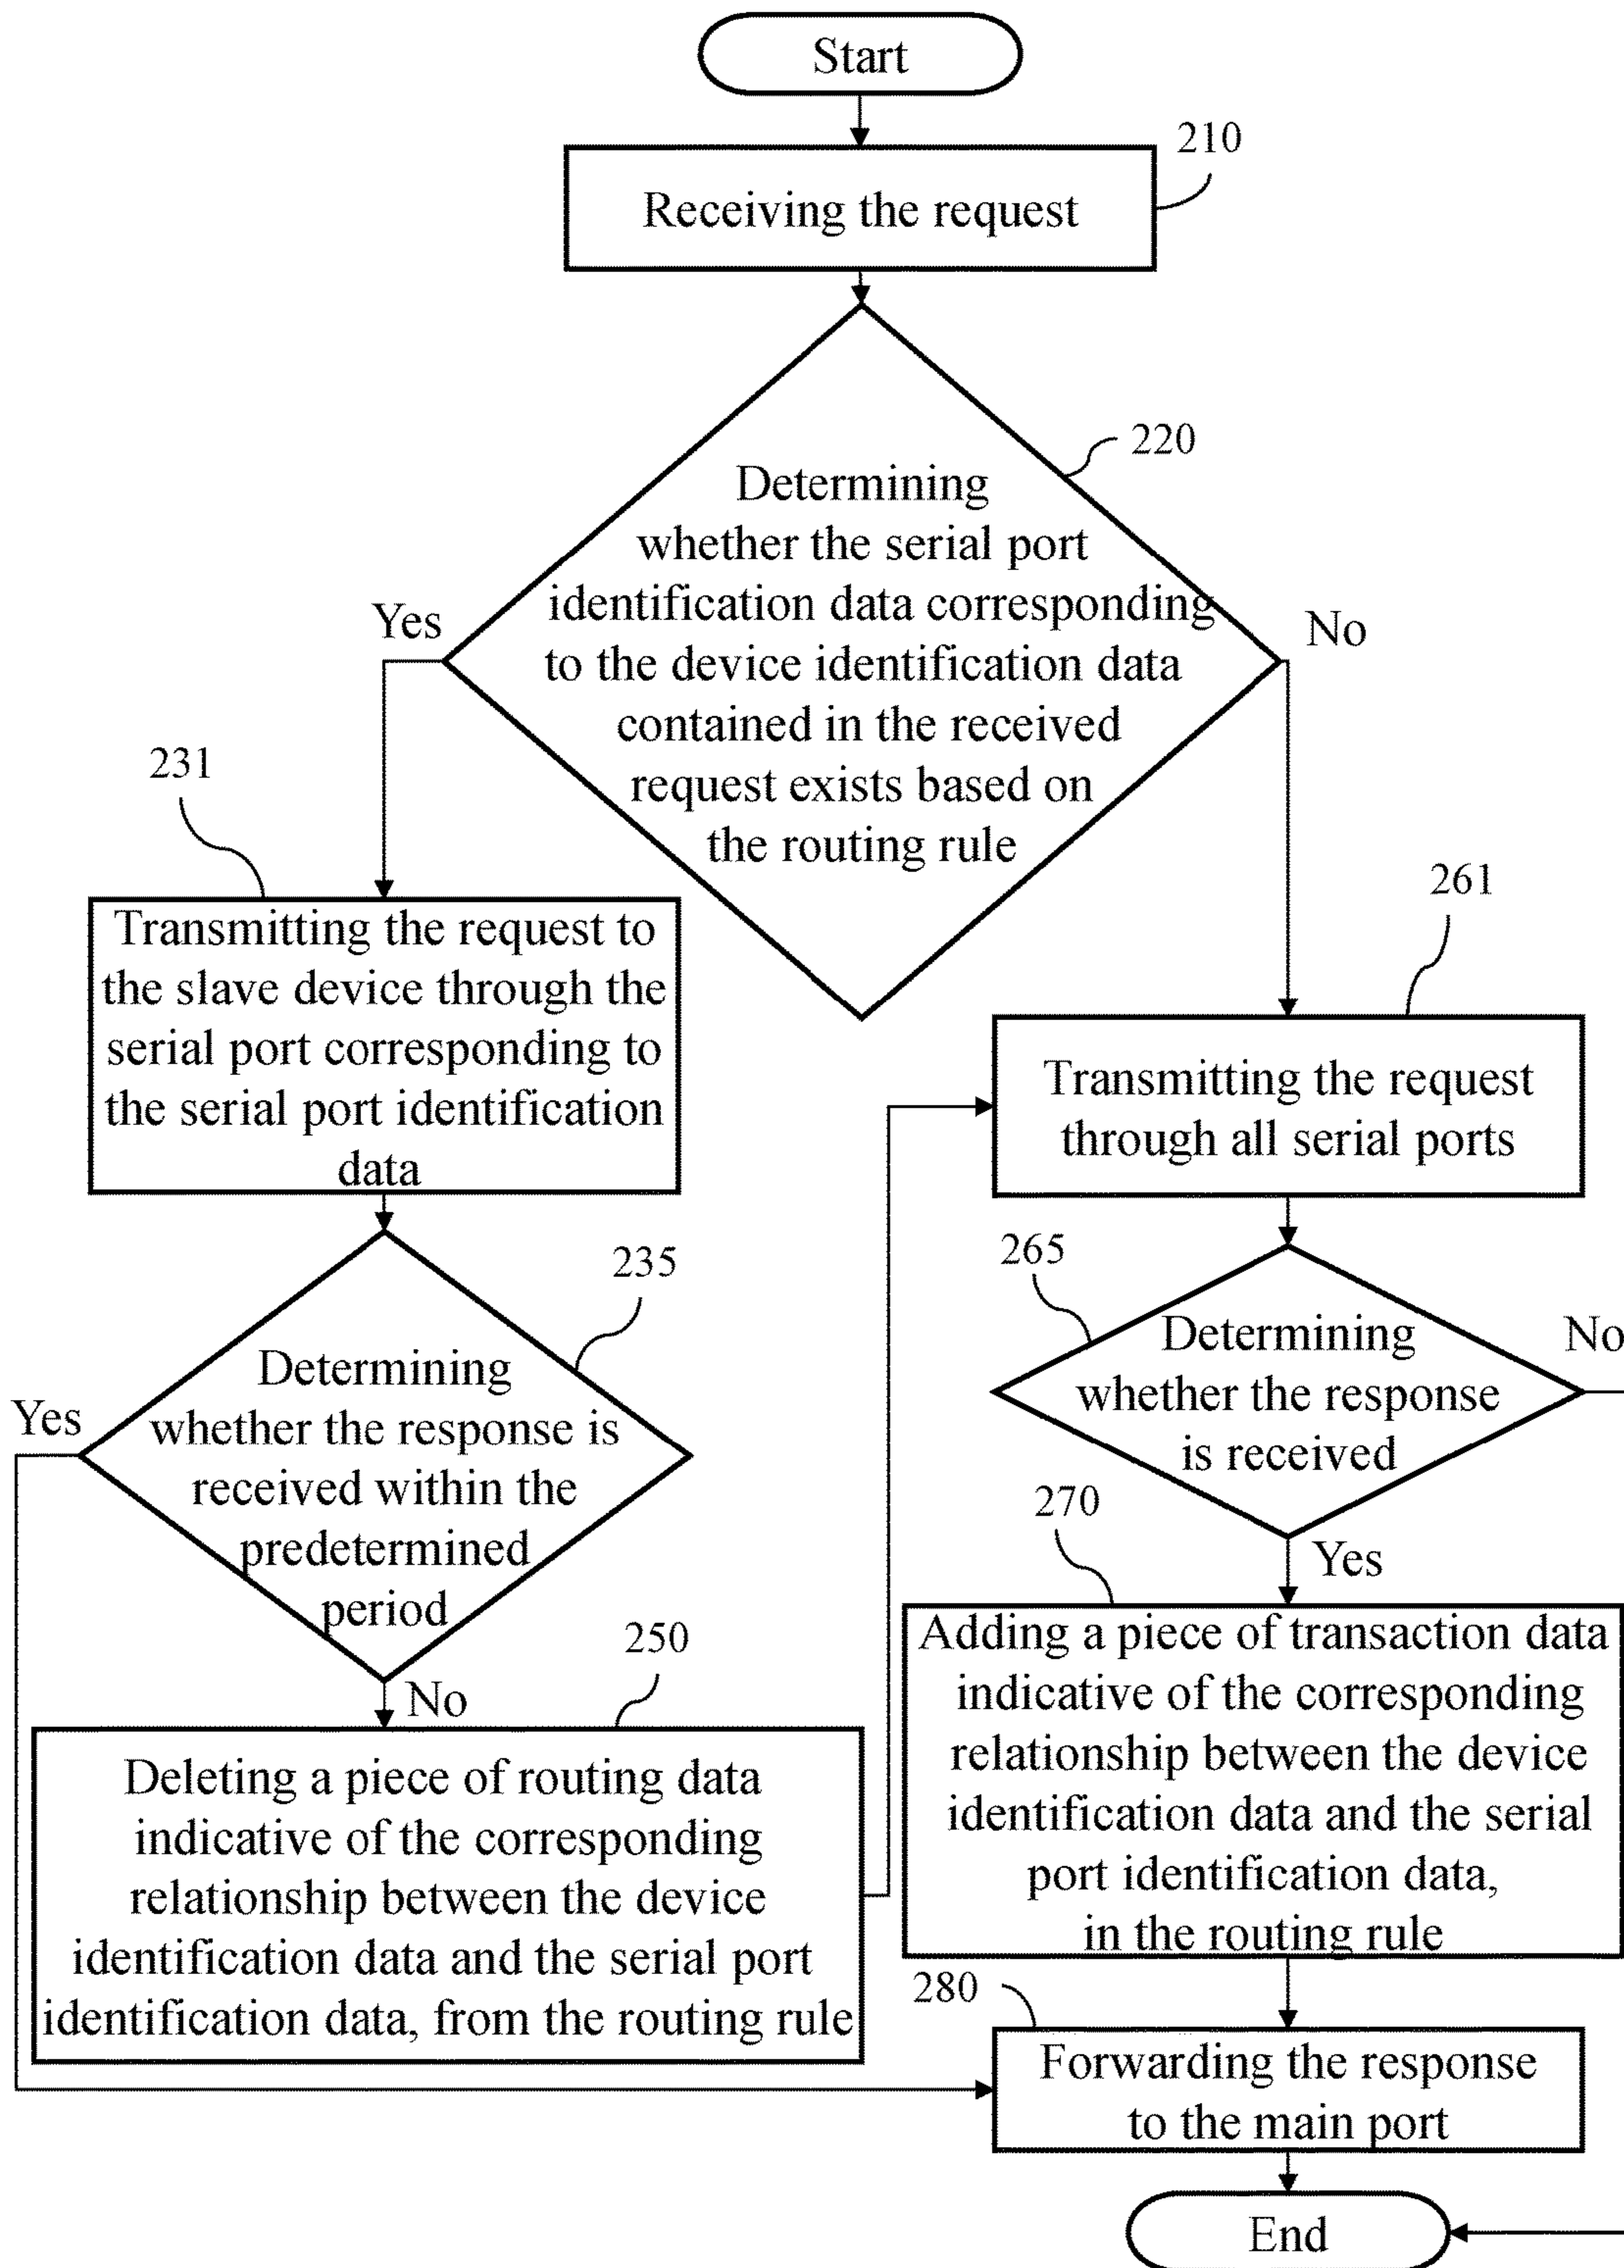 Start
210
Receiving the request
220
Determining
whether the serial port
identification data corresponding
to the device identification data
contained in the received
request exists based on
the routing rule
Yes
No
231
Transmitting the request to
the slave device through the
serial port corresponding to
the serial port identification
data
261
Transmitting the request
through all serial ports
235
Determining
whether the response is
received within the
predetermined
period
Yes
No
265
Determining
whether the response
is received
No
Yes
250
Deleting a piece of routing data
indicative of the corresponding
relationship between the device
identification data and the serial port
identification data, from the routing rule
270
Adding a piece of transaction data
indicative of the corresponding
relationship between the device
identification data and the serial
port identification data,
in the routing rule
280
Forwarding the response
to the main port
End